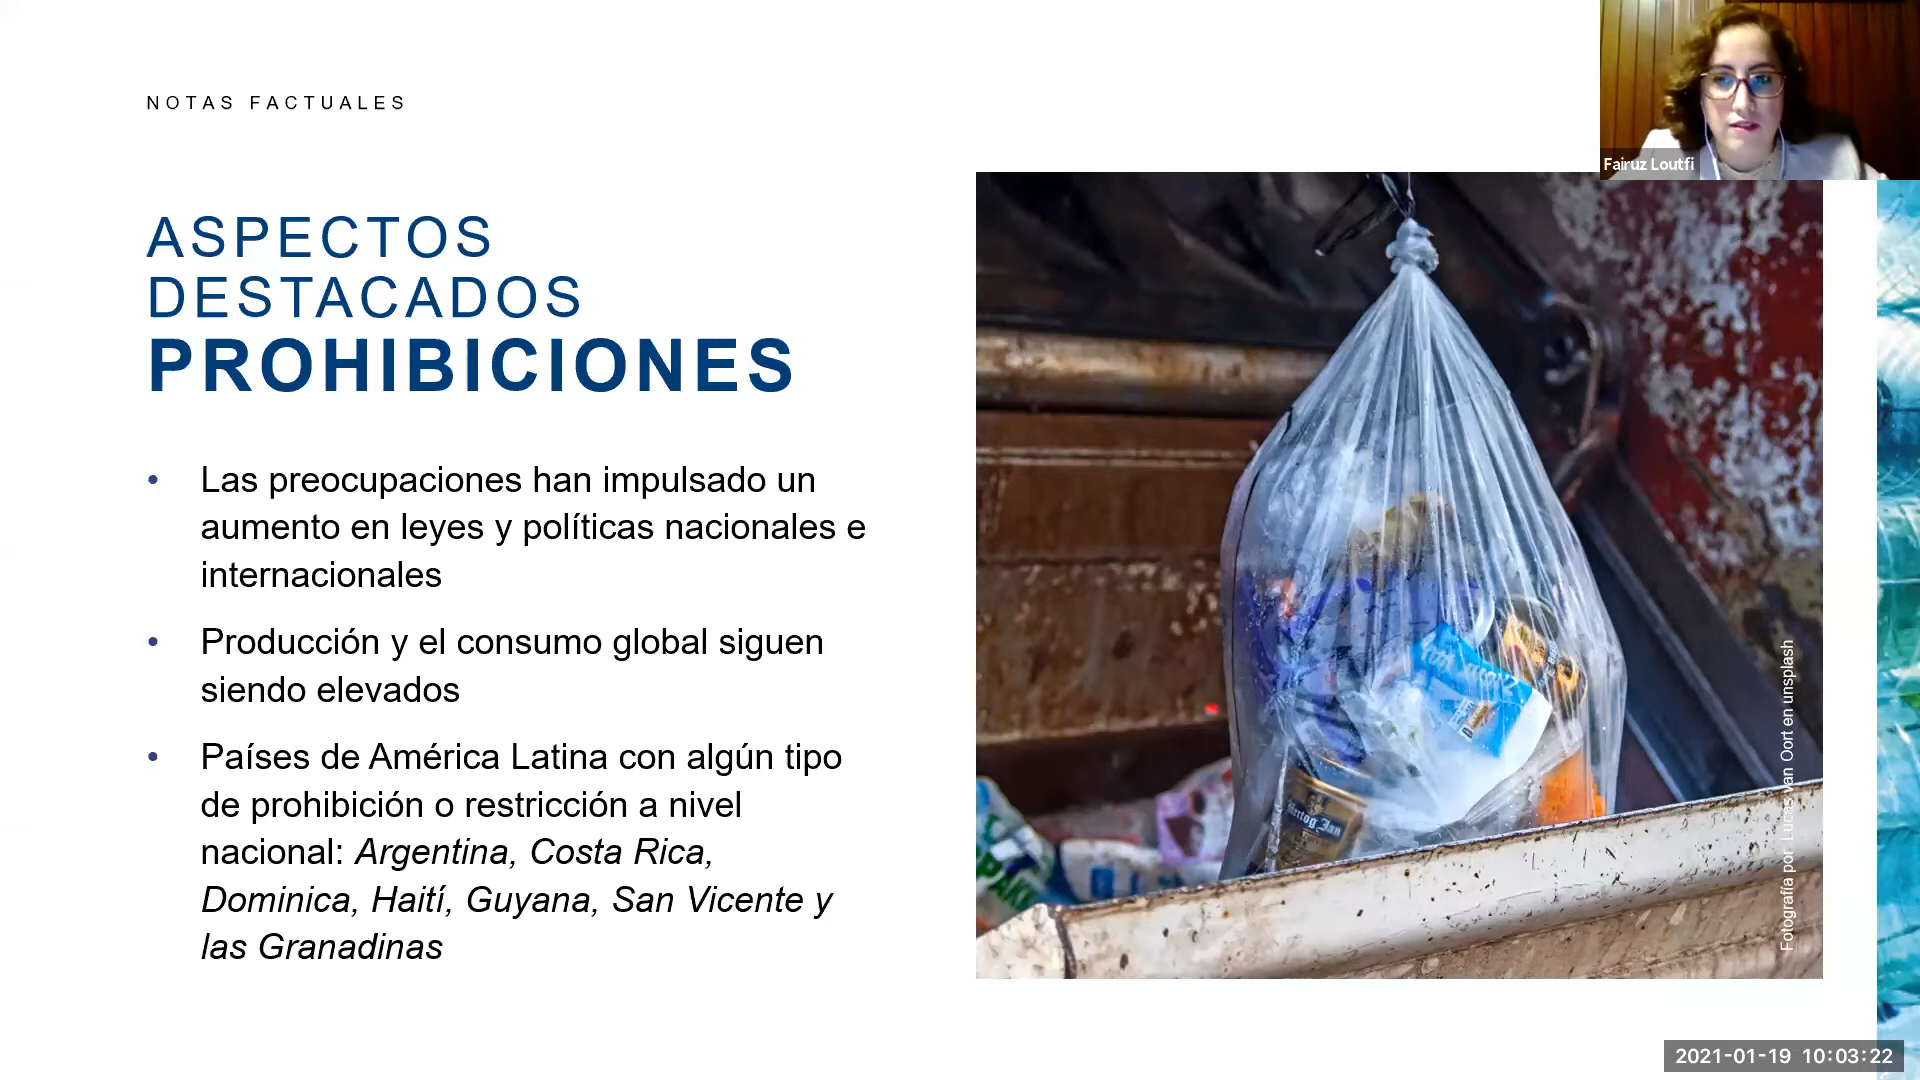 NOTAS FACTUALES
ASPECTOS
DESTACADOS
PROHIBICIONES
• Las preocupaciones han impulsado un
aumento en leyes y políticas nacionales e
internacionales
• Producción y el consumo global siguen
siendo elevados
• Países de América Latina con algún tipo
de prohibición o restricción a nivel
nacional: Argentina, Costa Rica,
Dominica, Haití, Guyana, San Vicente y
las Granadinas
Fairuz Loutfi
Hertog Jan
Fotografía por Lucas van Oort en unsplash
2021-01-19 10:03:22